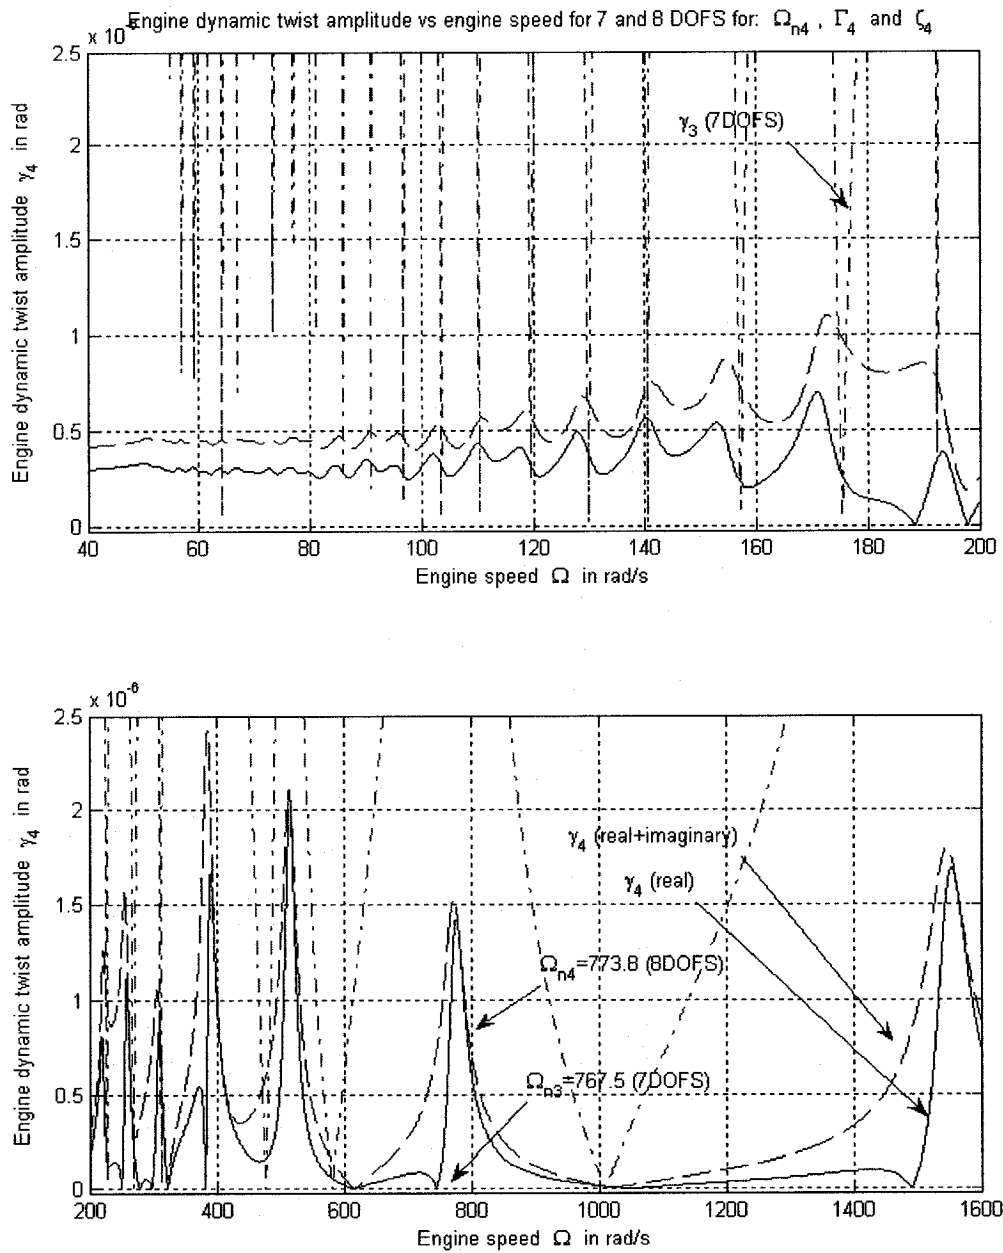 Engine dynamic twist amplitude vs engine speed for 7 and 8 DOFS for: Ωn4 , Γ4 and ζ4
x 10
2.5
2
1.5
1
0.5
0
Engine dynamic twist amplitude γ4 in rad
γ3 (7DOFS)
40 60 80 100 120 140 160 180 200
Engine speed Ω in rad/s
x 10-6
2.5
2
1.5
1
0.5
0
Engine dynamic twist amplitude γ4 in rad
γ4 (real+imaginary)
γ4 (real)
Ωn4=773.8 (8DOFS)
Ωn3=767.5 (7DOFS)
200 400 600 800 1000 1200 1400 1600
Engine speed Ω in rad/s